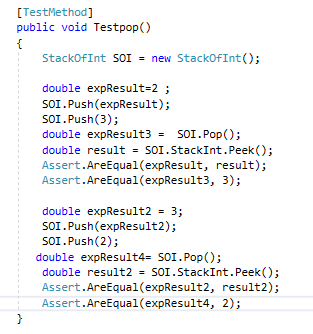 [TestMethod]
public void Testpop()
{
StackOfInt SOI = new StackOfInt();
double expResult=2 ;
SOI.Push(expResult);
SOI.Push(3);
double expResult3 =  SOI.Pop();
double result = SOI.StackInt.Peek();
Assert.AreEqual(expResult, result);
Assert.AreEqual(expResult3, 3);
double expResult2 = 3;
SOI.Push(expResult2);
SOI.Push(2);
double expResult4= SOI.Pop();
double result2 = SOI.StackInt.Peek();
Assert.AreEqual(expResult2, result2);
Assert.AreEqual(expResult4, 2);
}